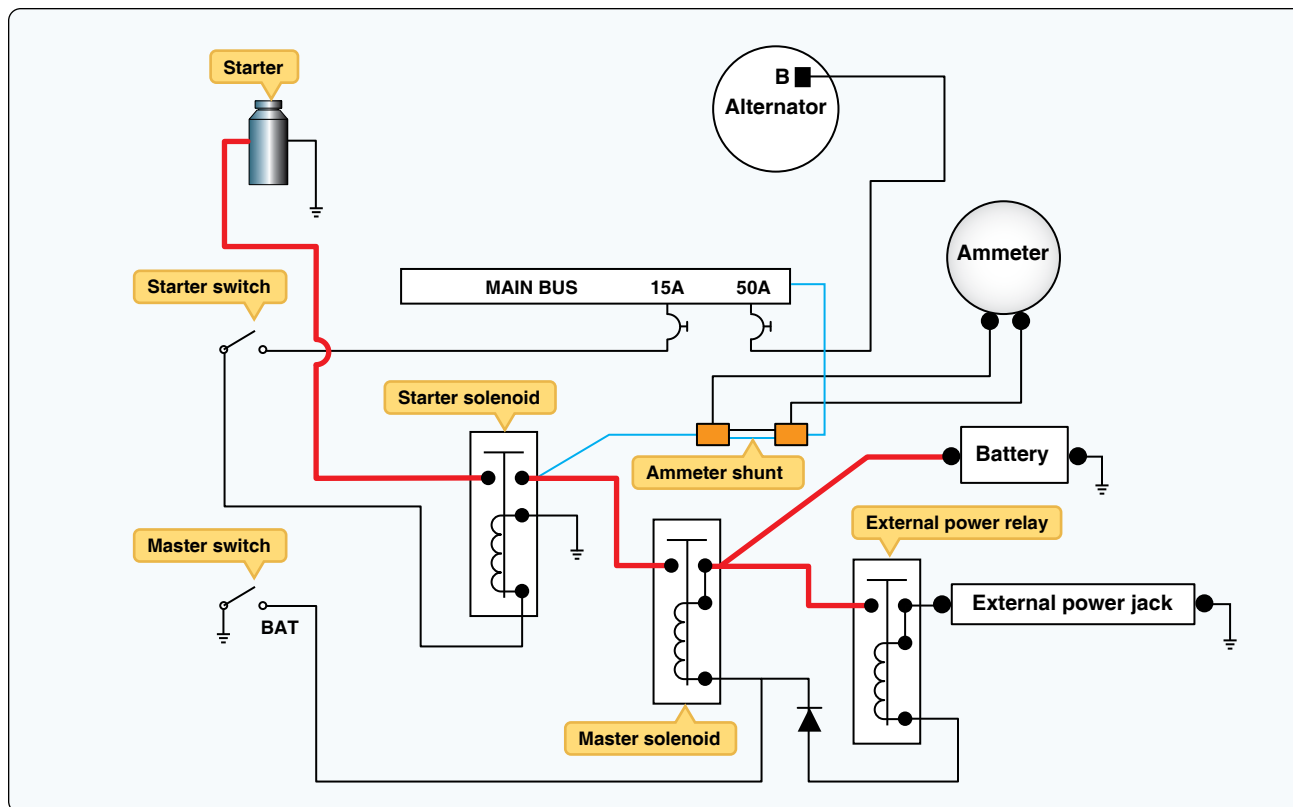 Starter
B
Alternator
Ammeter
Starter switch
MAIN BUS 15A 50A
Starter solenoid
Ammeter shunt
Battery
External power relay
Master switch
BAT
External power jack
Master solenoid